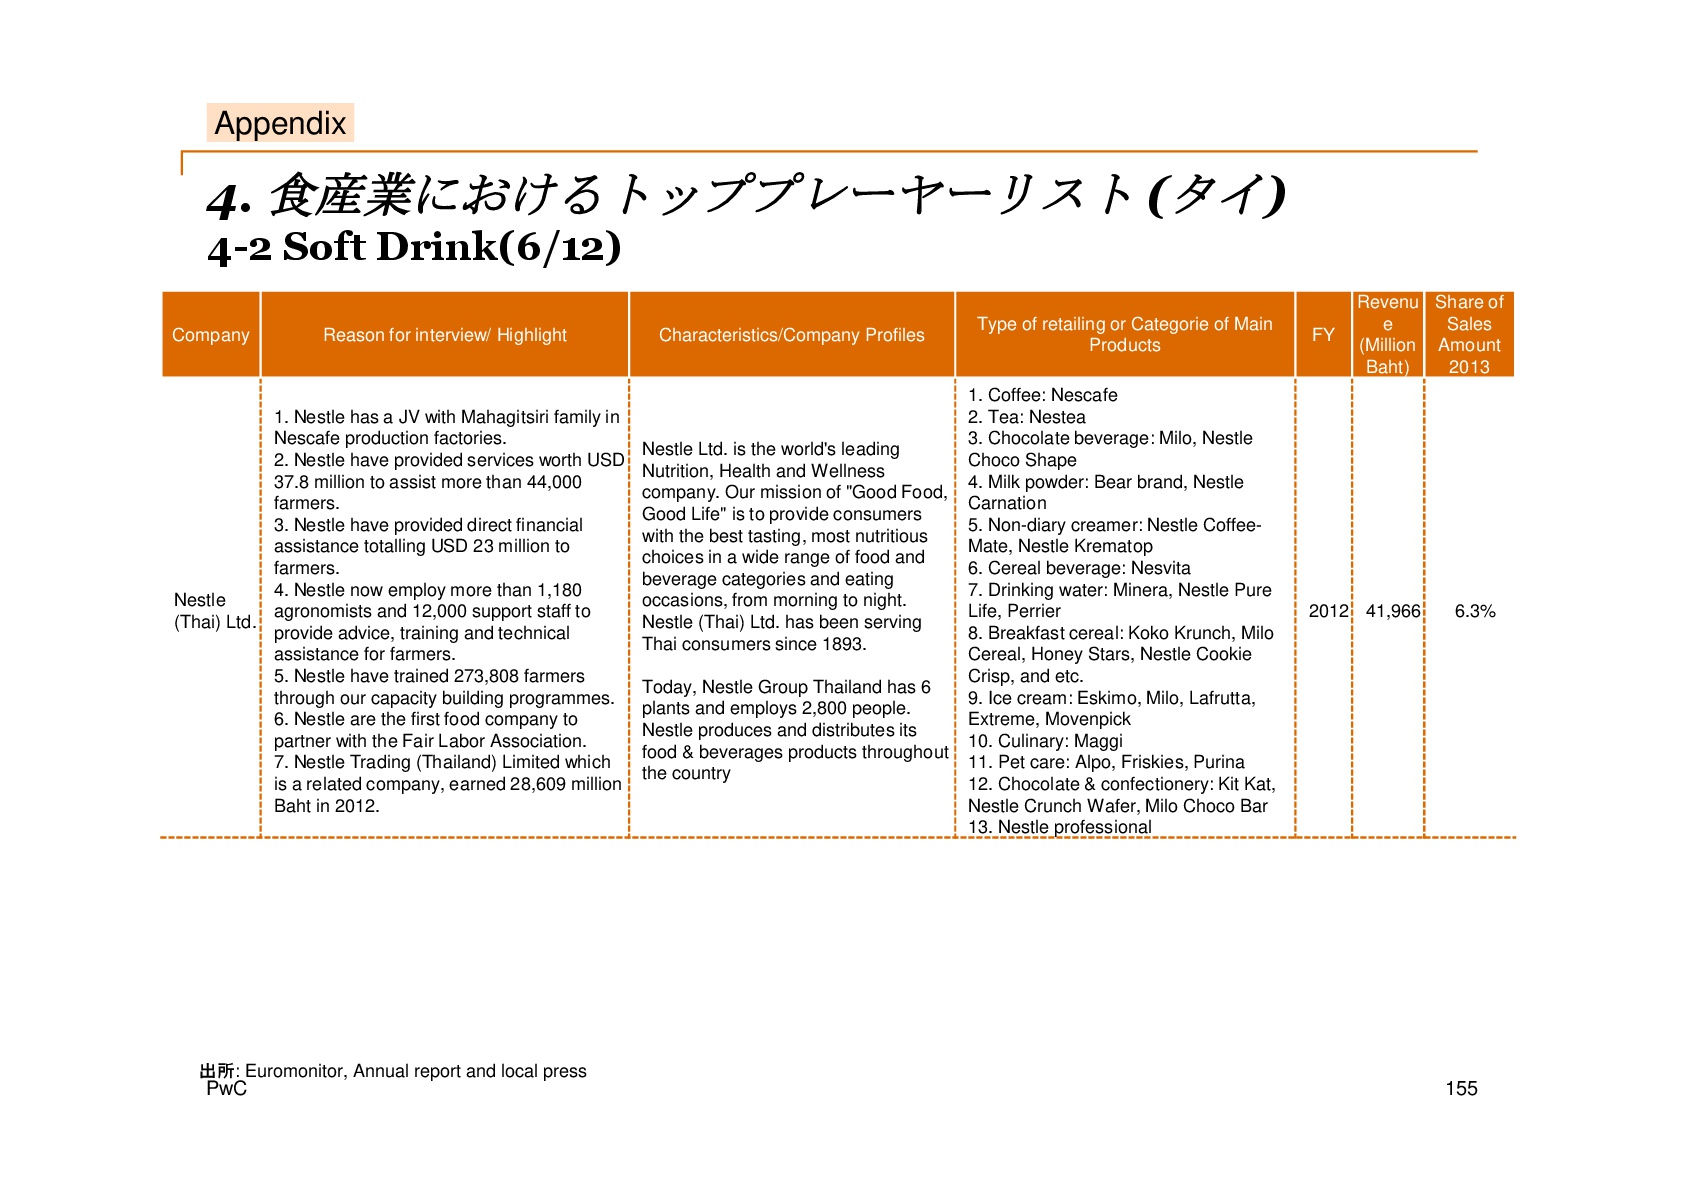 Appendix
4. 食産業におけるトッププレーヤーリスト(タイ)
4-2 Soft Drink(6/12)
Company
Reason for interview/ Highlight
Characteristics/Company Profiles
Type of retailing or Categorie of Main
Products
FY
Revenu
e
(Million
Baht)
Share of
Sales
Amount
2013
Nestle
(Thai) Ltd.
1. Nestle has a JV with Mahagitsiri family in
Nescafe production factories.
2. Nestle have provided services worth USD
37.8 million to assist more than 44,000
farmers.
3. Nestle have provided direct financial
assistance totalling USD 23 million to
farmers.
4. Nestle now employ more than 1,180
agronomists and 12,000 support staff to
provide advice, training and technical
assistance for farmers.
5. Nestle have trained 273,808 farmers
through our capacity building programmes.
6. Nestle are the first food company to
partner with the Fair Labor Association.
7. Nestle Trading (Thailand) Limited which
is a related company, earned 28,609 million
Baht in 2012.
Nestle Ltd. is the world's leading
Nutrition, Health and Wellness
company. Our mission of "Good Food,
Good Life" is to provide consumers
with the best tasting, most nutritious
choices in a wide range of food and
beverage categories and eating
occasions, from morning to night.
Nestle (Thai) Ltd. has been serving
Thai consumers since 1893.
Today, Nestle Group Thailand has 6
plants and employs 2,800 people.
Nestle produces and distributes its
food & beverages products throughout
the country
1. Coffee: Nescafe
2. Tea: Nestea
3. Chocolate beverage: Milo, Nestle
Choco Shape
4. Milk powder: Bear brand, Nestle
Carnation
5. Non-diary creamer: Nestle Coffee-
Mate, Nestle Krematop
6. Cereal beverage: Nesvita
7. Drinking water: Minera, Nestle Pure
Life, Perrier
8. Breakfast cereal: Koko Krunch, Milo
Cereal, Honey Stars, Nestle Cookie
Crisp, and etc.
9. Ice cream: Eskimo, Milo, Lafrutta,
Extreme, Movenpick
10. Culinary: Maggi
11. Pet care: Alpo, Friskies, Purina
12. Chocolate & confectionery: Kit Kat,
Nestle Crunch Wafer, Milo Choco Bar
13. Nestle professional
2012
41,966
6.3%
出所: Euromonitor, Annual report and local press
PwC
155